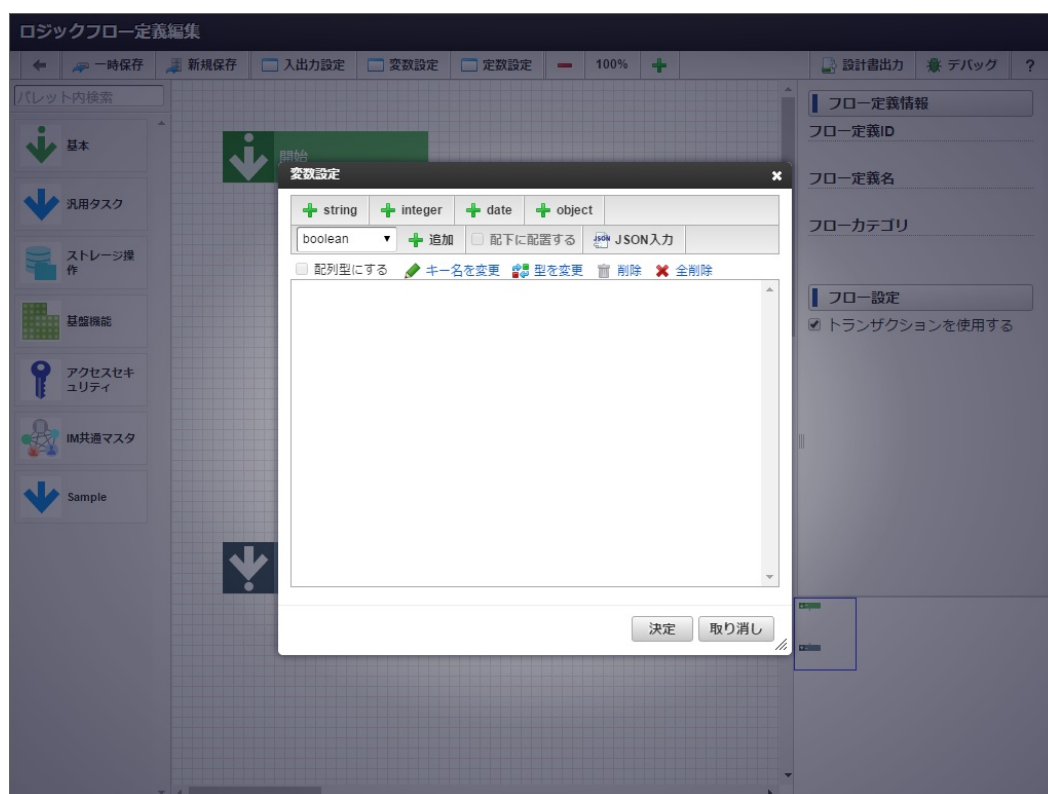 ロジックフロー定義編集
一時保存 新規保存 入出力設定 変数設定 定数設定 100% 設計書出力 デバッグ ?
パレット内検索
基本
汎用タスク
ストレージ操
作
基盤機能
アクセスセキ
ュリティ
IM共通マスタ
Sample
開始
変数設定
string integer date object
boolean 追加 配下に配置する JSON JSON入力
配列型にする キー名を変更 型を変更 削除 全削除
決定 取り消し
フロー定義情報
フロー定義ID
フロー定義名
フローカテゴリ
フロー設定
トランザクションを使用する